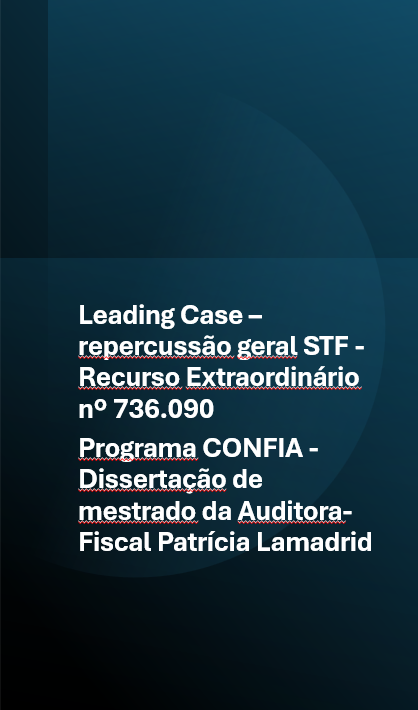 Leading Case –
repercussão geral STF -
Recurso Extraordinário
nº 736.090
Programa CONFIA -
Dissertação de
mestrado da Auditora-
Fiscal Patrícia Lamadrid